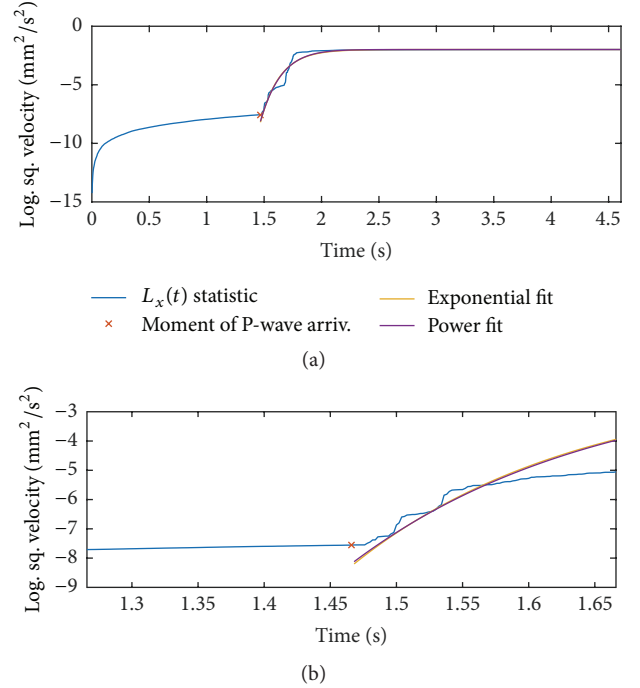 (a)
Log. sq. velocity (mm²/s²)
0
−5
−10
−15
0 0.5 1 1.5 2 2.5 3 3.5 4 4.5
Time (s)
Lₓ(t) statistic
Exponential fit
Moment of P-wave arriv.
Power fit
(a)
Log. sq. velocity (mm²/s²)
−3
−4
−5
−6
−7
−8
−9
1.3 1.35 1.4 1.45 1.5 1.55 1.6 1.65
Time (s)
(b)